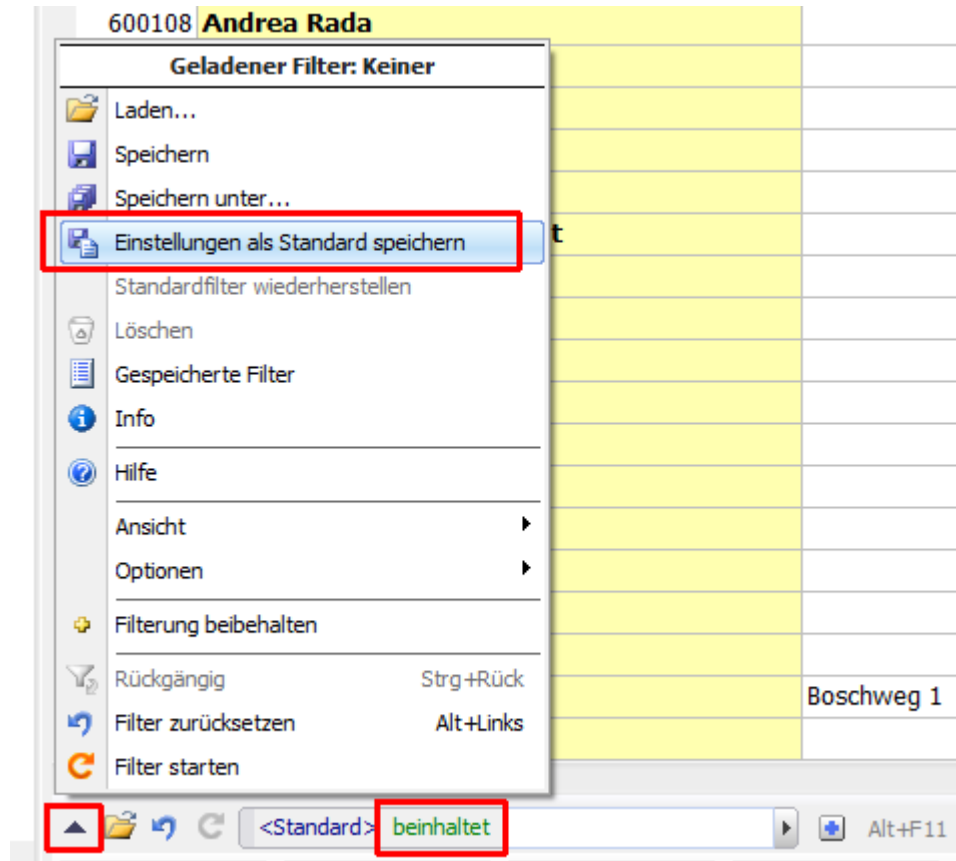 600108 Andrea Rada
Geladener Filter: Keiner
Laden...
Speichern
Speichern unter...
Einstellungen als Standard speichern
t
Standardfilter wiederherstellen
Löschen
Gespeicherte Filter
Info
Hilfe
Ansicht
Optionen
Filterung beibehalten
Rückgängig Strg+Rück
Boschweg 1
Filter zurücksetzen Alt+Links
Filter starten
<Standard> beinhaltet Alt+F11